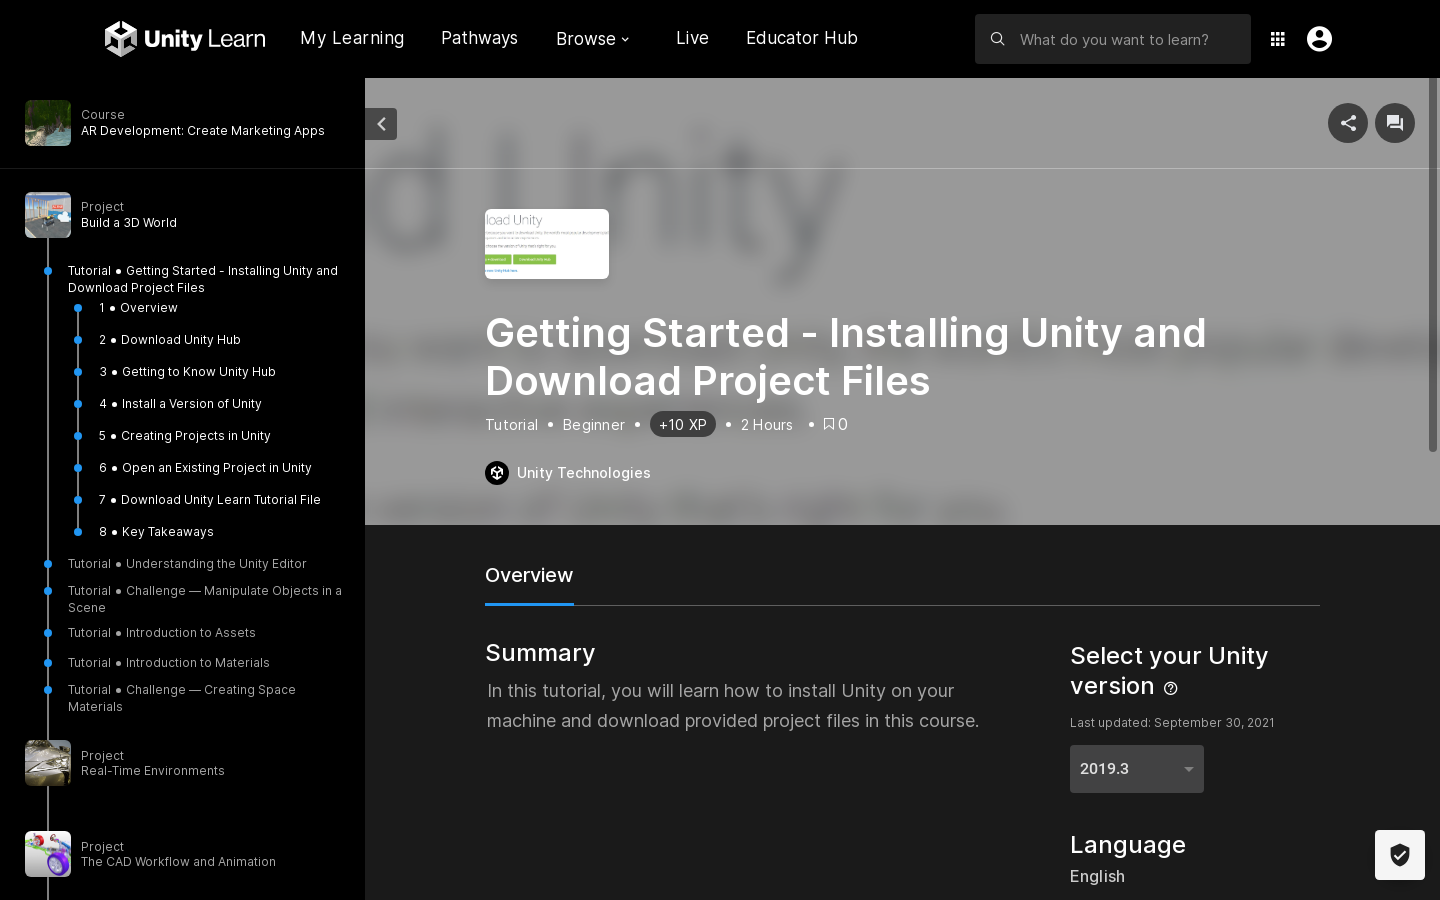 Unity Learn
My Learning
Pathways
Browse
Live
Educator Hub
What do you want to learn?
Course
AR Development: Create Marketing Apps
Project
Build a 3D World
Tutorial • Getting Started - Installing Unity and
Download Project Files
1 • Overview
2 • Download Unity Hub
3 • Getting to Know Unity Hub
4 • Install a Version of Unity
5 • Creating Projects in Unity
6 • Open an Existing Project in Unity
7 • Download Unity Learn Tutorial File
8 • Key Takeaways
Tutorial • Understanding the Unity Editor
Tutorial • Challenge — Manipulate Objects in a
Scene
Tutorial • Introduction to Assets
Tutorial • Introduction to Materials
Tutorial • Challenge — Creating Space
Materials
Project
Real-Time Environments
Project
The CAD Workflow and Animation
d Unity
load Unity
Getting Started - Installing Unity and
Download Project Files
Tutorial • Beginner • +10 XP • 2 Hours • 0
Unity Technologies
Overview
Summary
In this tutorial, you will learn how to install Unity on your
machine and download provided project files in this course.
Select your Unity
version
Last updated: September 30, 2021
2019.3
Language
English